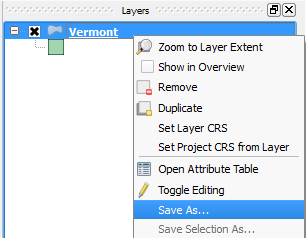 Layers
Vermont
Zoom to Layer Extent
Show in Overview
Remove
Duplicate
Set Layer CRS
Set Project CRS from Layer
Open Attribute Table
Toggle Editing
Save As...
Save Selection As...